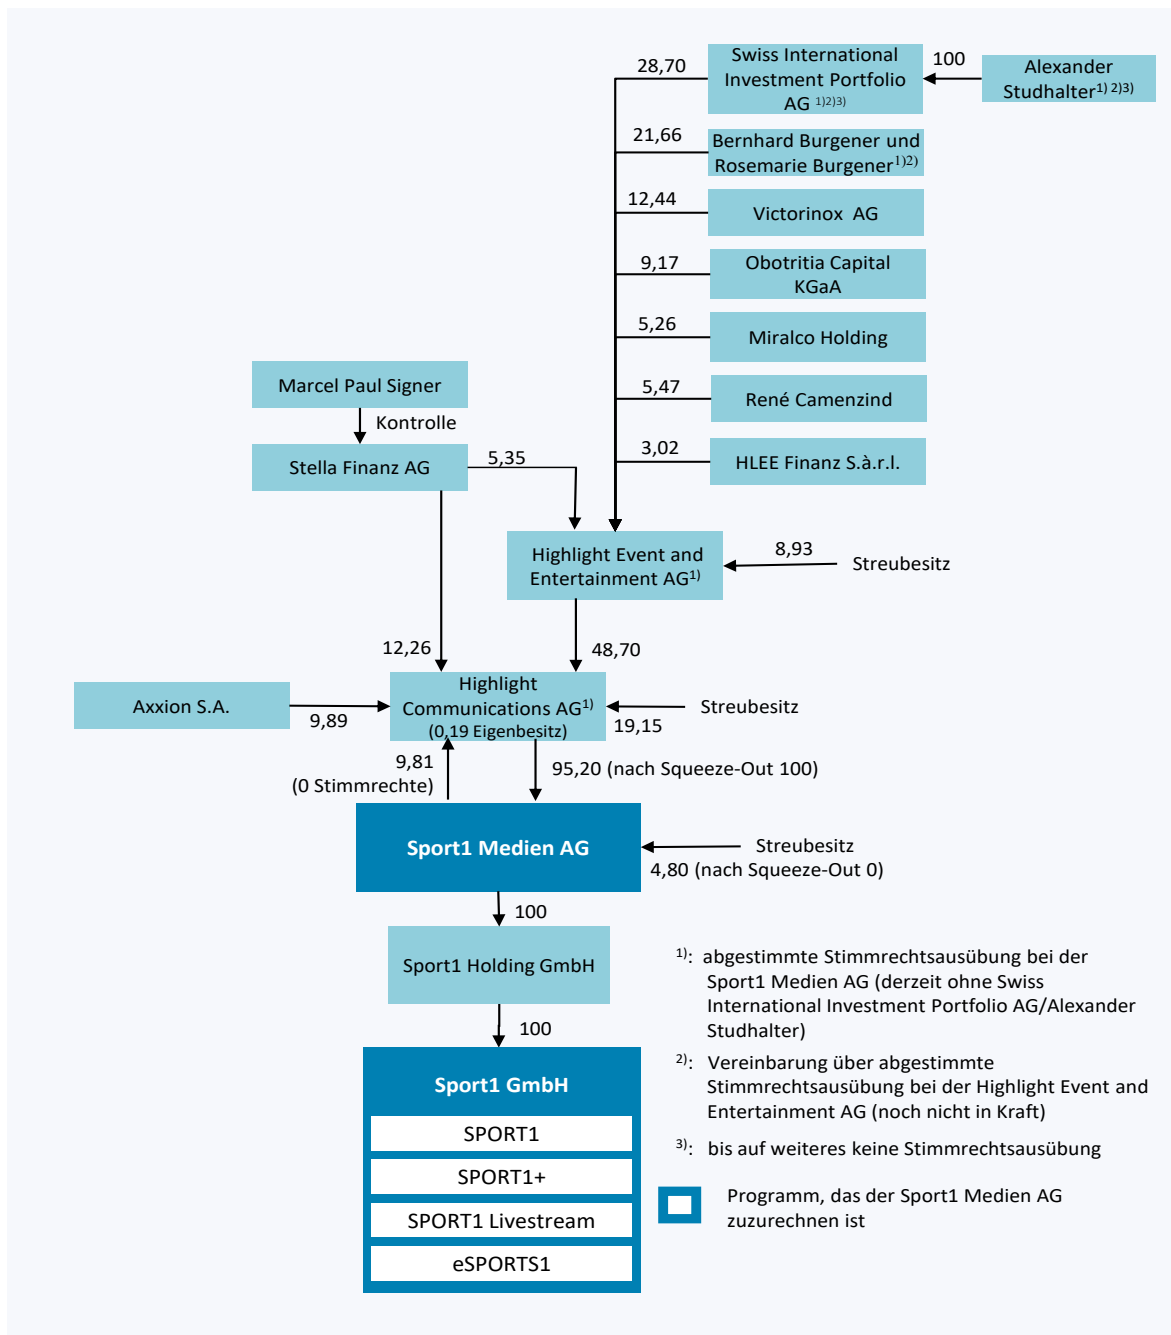 28,70
Swiss International
Investment Portfolio
AG 1)2)3)
100
Alexander
Studhalter1) 2)3)
21,66
Bernhard Burgener und
Rosemarie Burgener1)2)
12,44
Victorinox AG
9,17
Obotritia Capital
KGaA
5,26
Miralco Holding
Marcel Paul Signer
5,47
René Camenzind
Kontrolle
Stella Finanz AG
5,35
3,02
HLEE Finanz S.à.r.l.
Highlight Event and
Entertainment AG1)
8,93
Streubesitz
12,26
48,70
Axxion S.A.
9,89
Highlight
Communications AG1)
(0,19 Eigenbesitz)
Streubesitz
19,15
9,81
(0 Stimmrechte)
95,20 (nach Squeeze-Out 100)
Sport1 Medien AG
Streubesitz
4,80 (nach Squeeze-Out 0)
100
Sport1 Holding GmbH
100
Sport1 GmbH
SPORT1
SPORT1+
SPORT1 Livestream
eSPORTS1
1): abgestimmte Stimmrechtsausübung bei der
Sport1 Medien AG (derzeit ohne Swiss
International Investment Portfolio AG/Alexander
Studhalter)
2): Vereinbarung über abgestimmte
Stimmrechtsausübung bei der Highlight Event and
Entertainment AG (noch nicht in Kraft)
3): bis auf weiteres keine Stimmrechtsausübung
Programm, das der Sport1 Medien AG
zuzurechnen ist